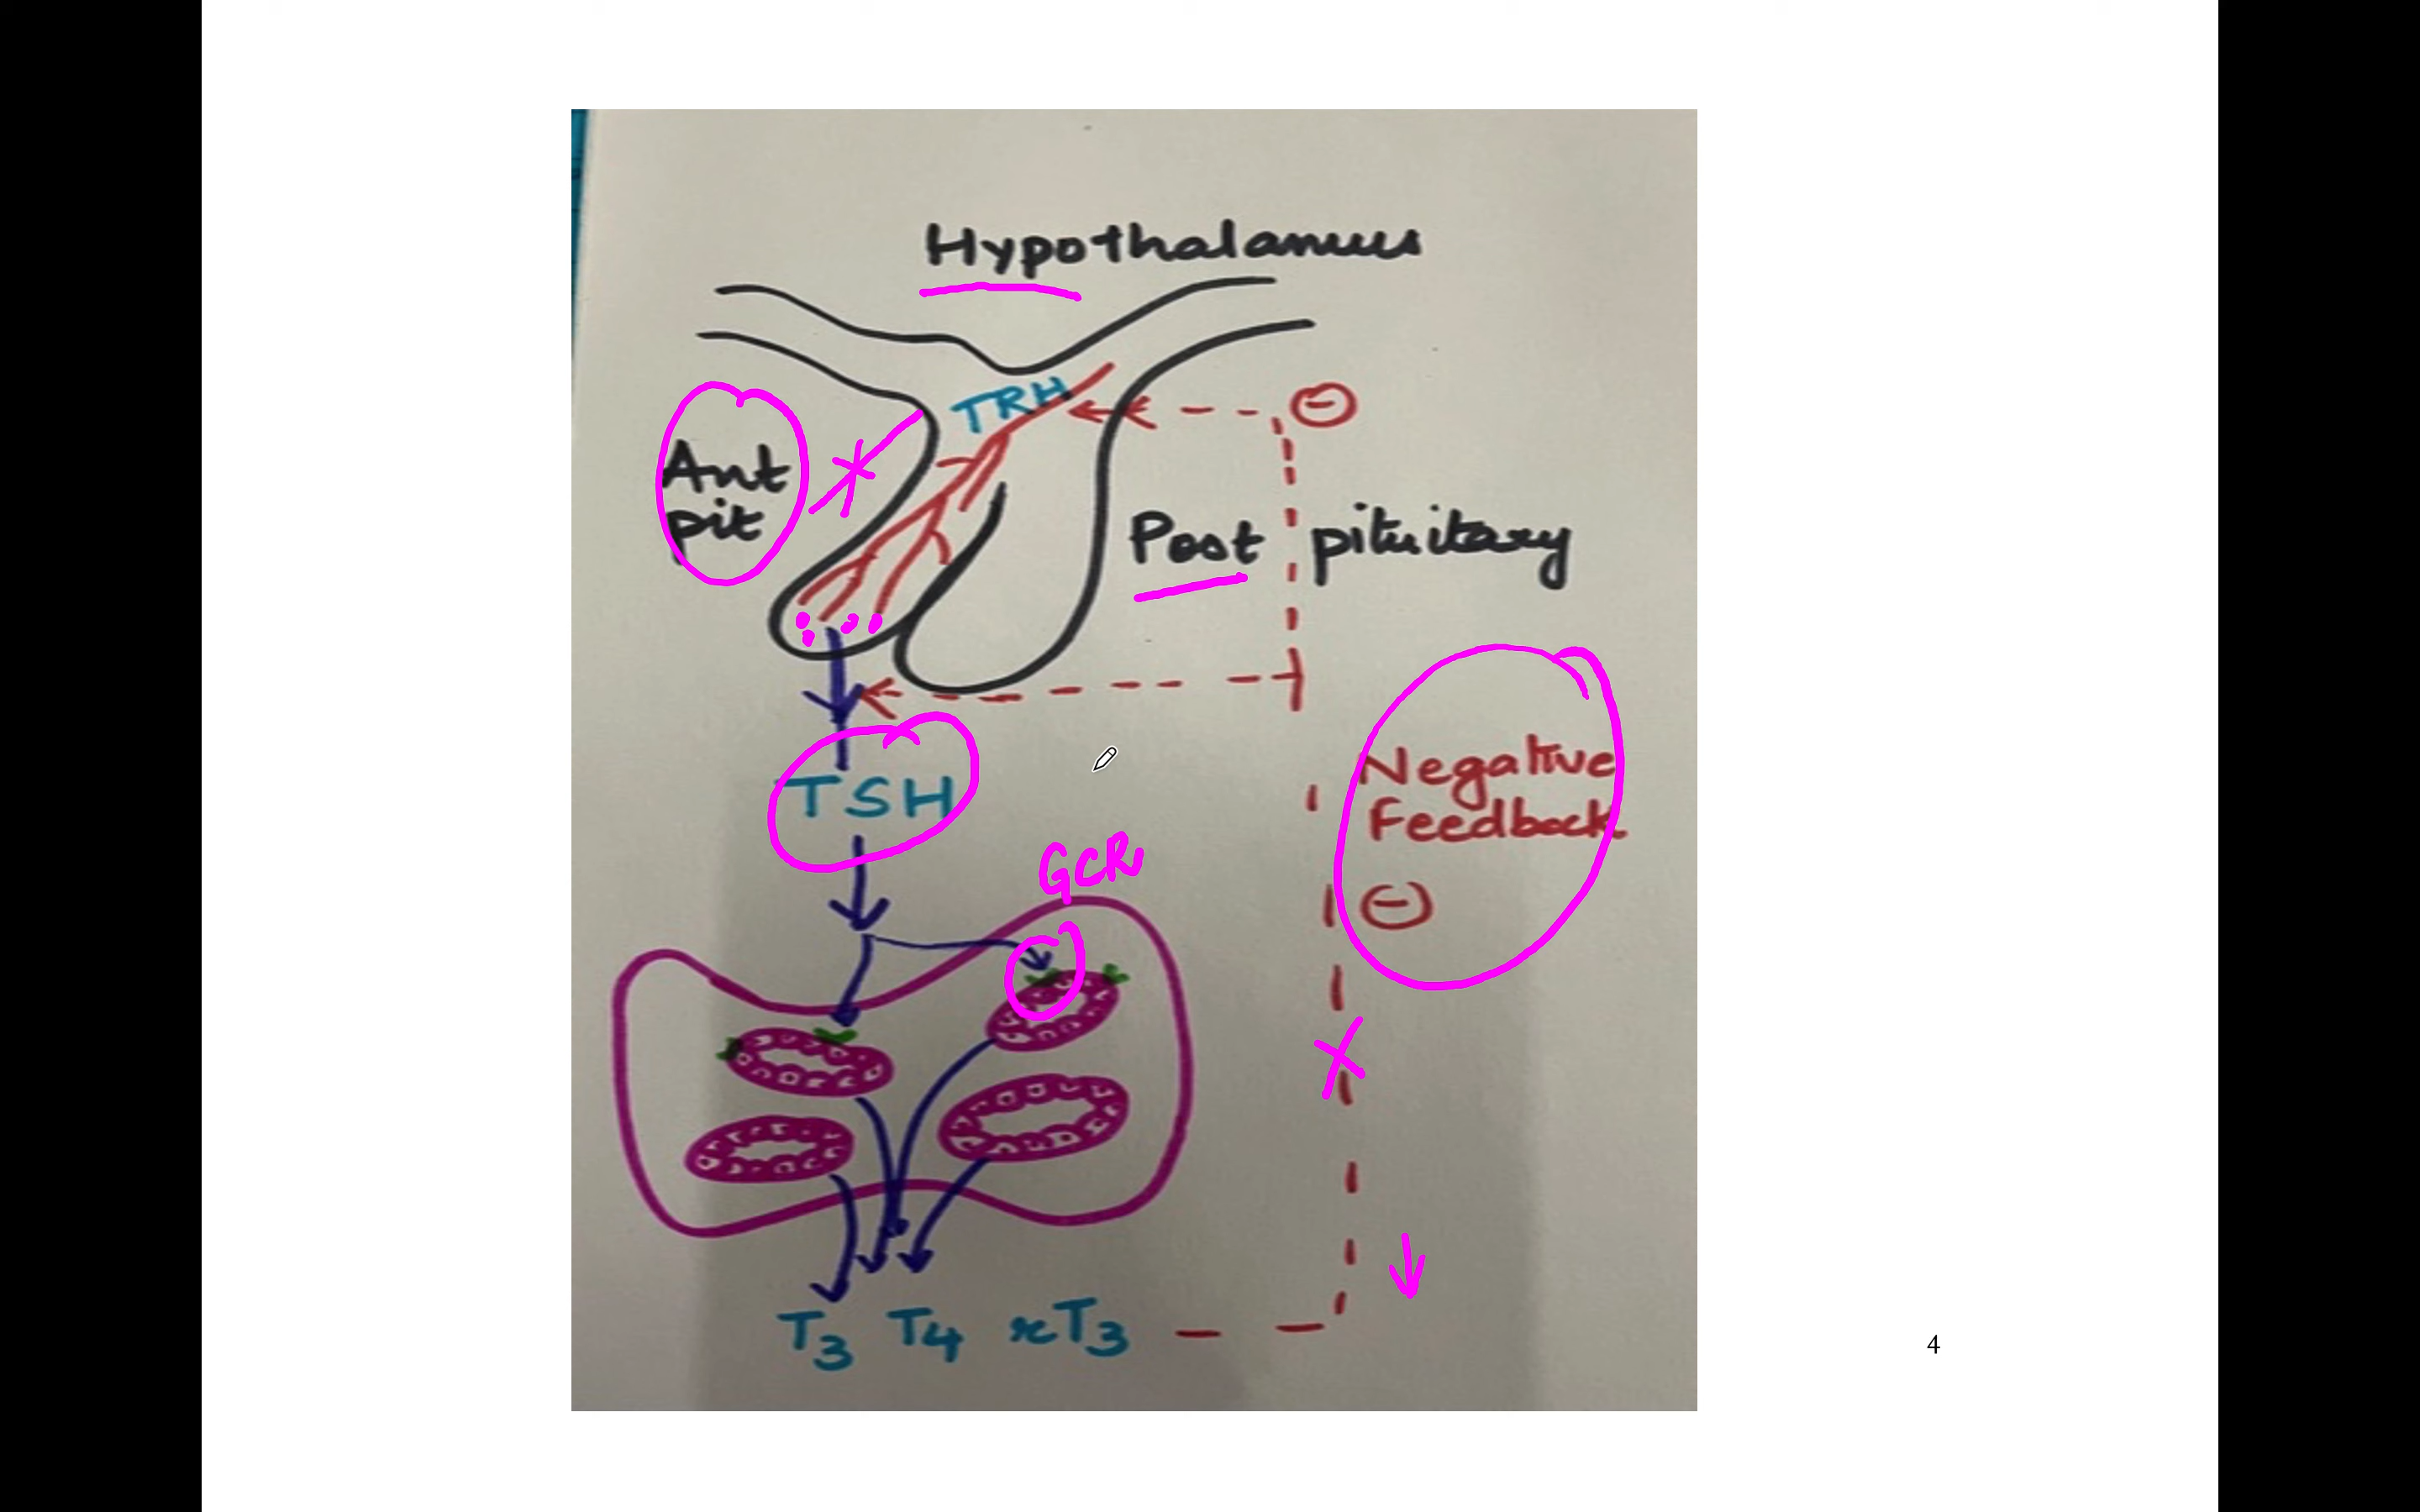 Hypothalamus
TRH
Ant
pit
Post pituitary
TSH
Negative
Feedback
GCR
T3 T4 rT3
4